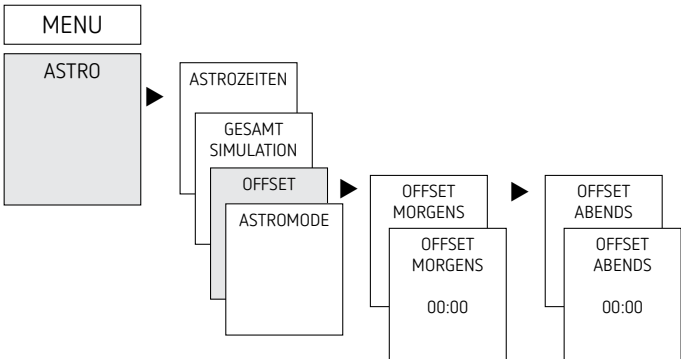 MENU
ASTRO
ASTROZEITEN
GESAMT
SIMULATION
OFFSET
ASTROMODE
OFFSET
MORGENS
OFFSET
MORGENS
00:00
OFFSET
ABENDS
OFFSET
ABENDS
00:00